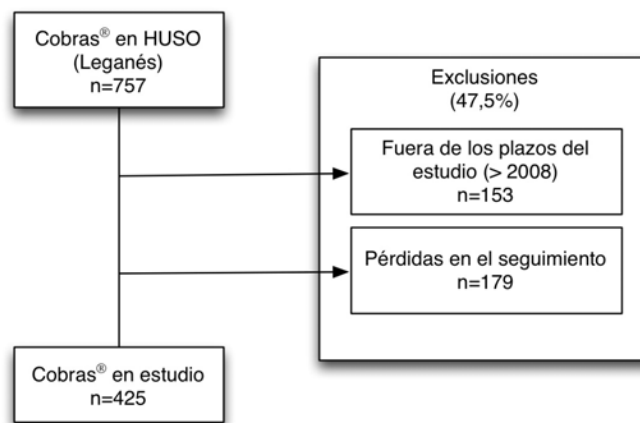 Cobras® en HUSO
(Leganés)
n=757
Exclusiones
(47,5%)
Fuera de los plazos del
estudio (> 2008)
n=153
Pérdidas en el seguimiento
n=179
Cobras® en estudio
n=425